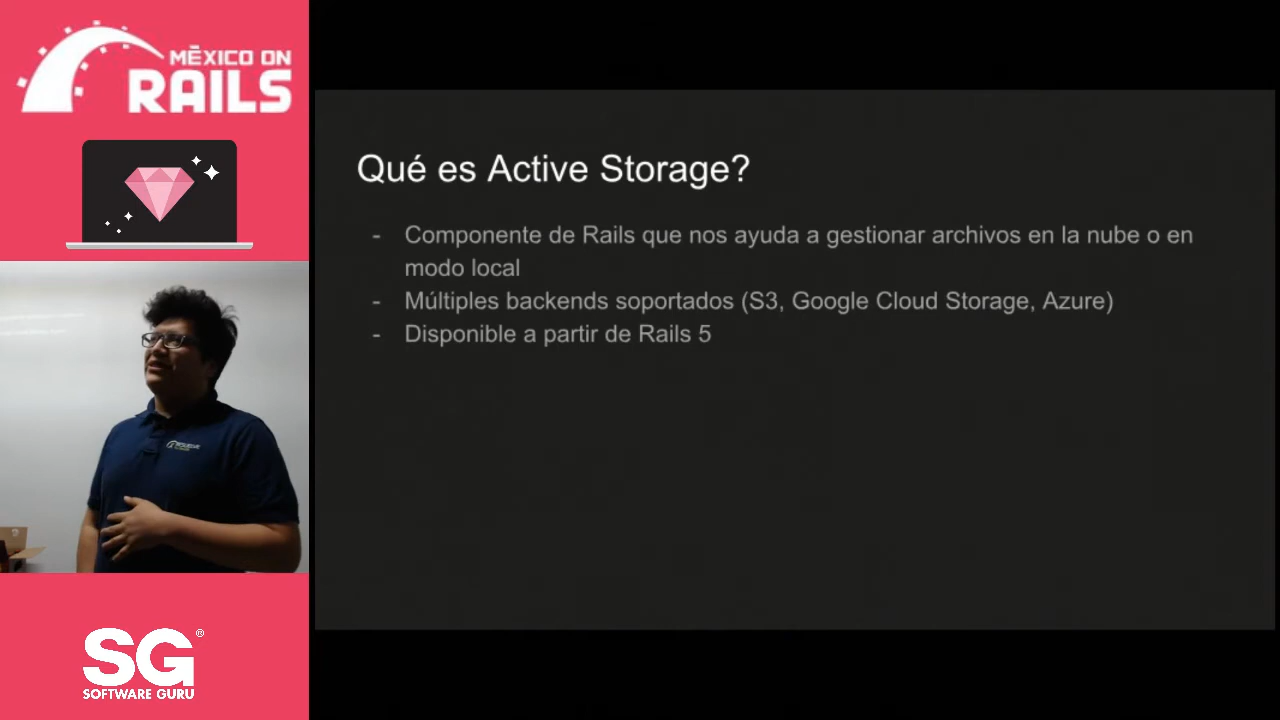 MÉXICO ON
RAILS
Qué es Active Storage?
- Componente de Rails que nos ayuda a gestionar archivos en la nube o en
modo local
- Múltiples backends soportados (S3, Google Cloud Storage, Azure)
- Disponible a partir de Rails 5
SG®
SOFTWARE GURU